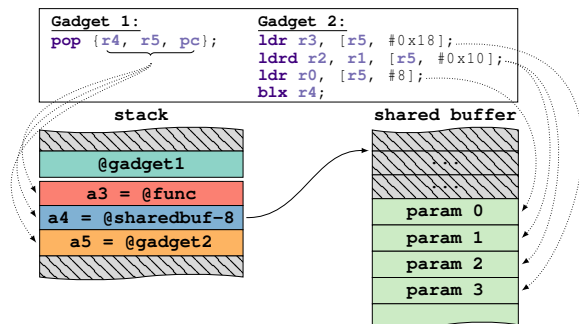 Gadget 1:
pop {r4, r5, pc};
Gadget 2:
ldr r3, [r5, #0x18];
ldrd r2, r1, [r5, #0x10];
ldr r0, [r5, #8];
blx r4;
stack
@gadget1
a3 = @func
a4 = @sharedbuf-8
a5 = @gadget2
shared buffer
...
param 0
param 1
param 2
param 3